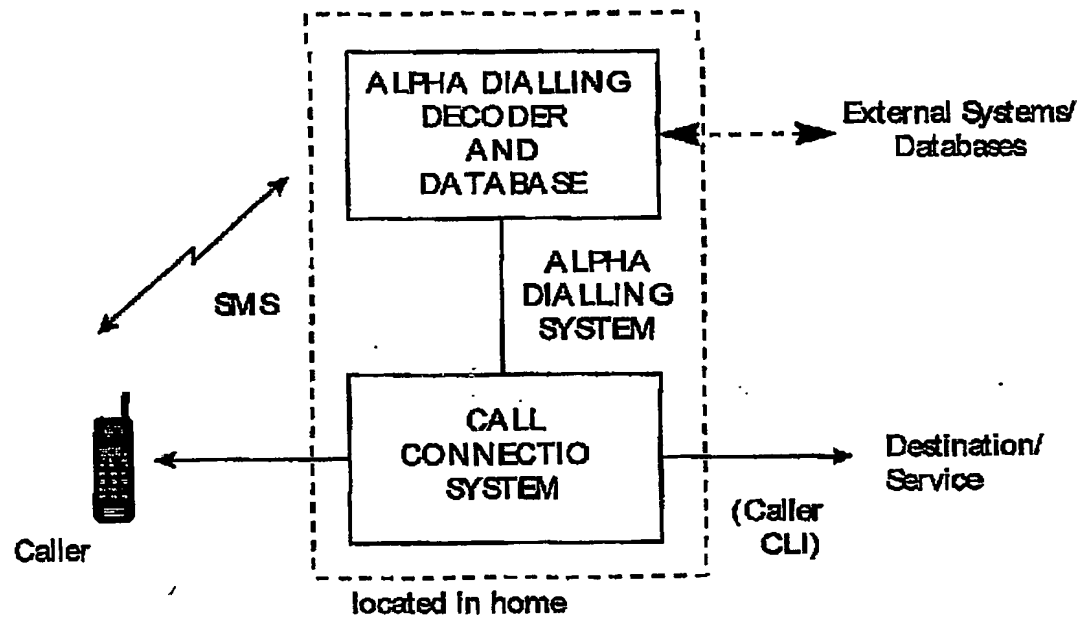 ALPHA DIALLING
DECODER
AND
DATABASE
External Systems/
Databases
SMS
ALPHA
DIALLING
SYSTEM
CALL
CONNECTIO
SYSTEM
Destination/
Service
(Caller
CLI)
Caller
located in home